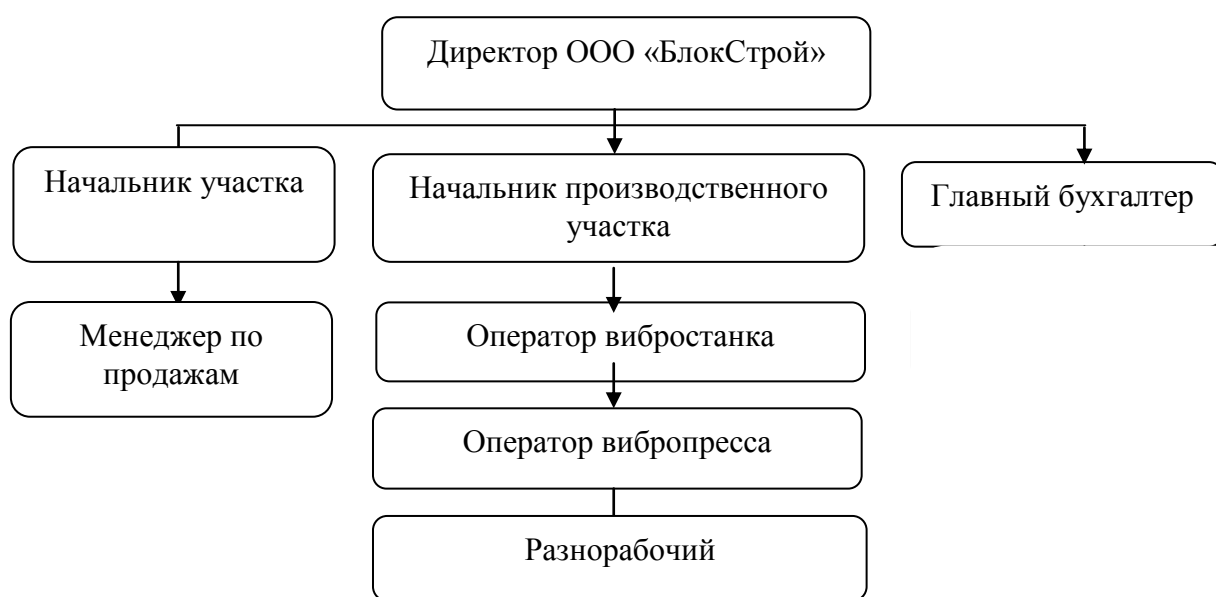 Директор ООО «БлокСтрой»
Начальник участка
Начальник производственного
участка
Главный бухгалтер
Менеджер по
продажам
Оператор вибростанка
Оператор вибропресса
Разнорабочий